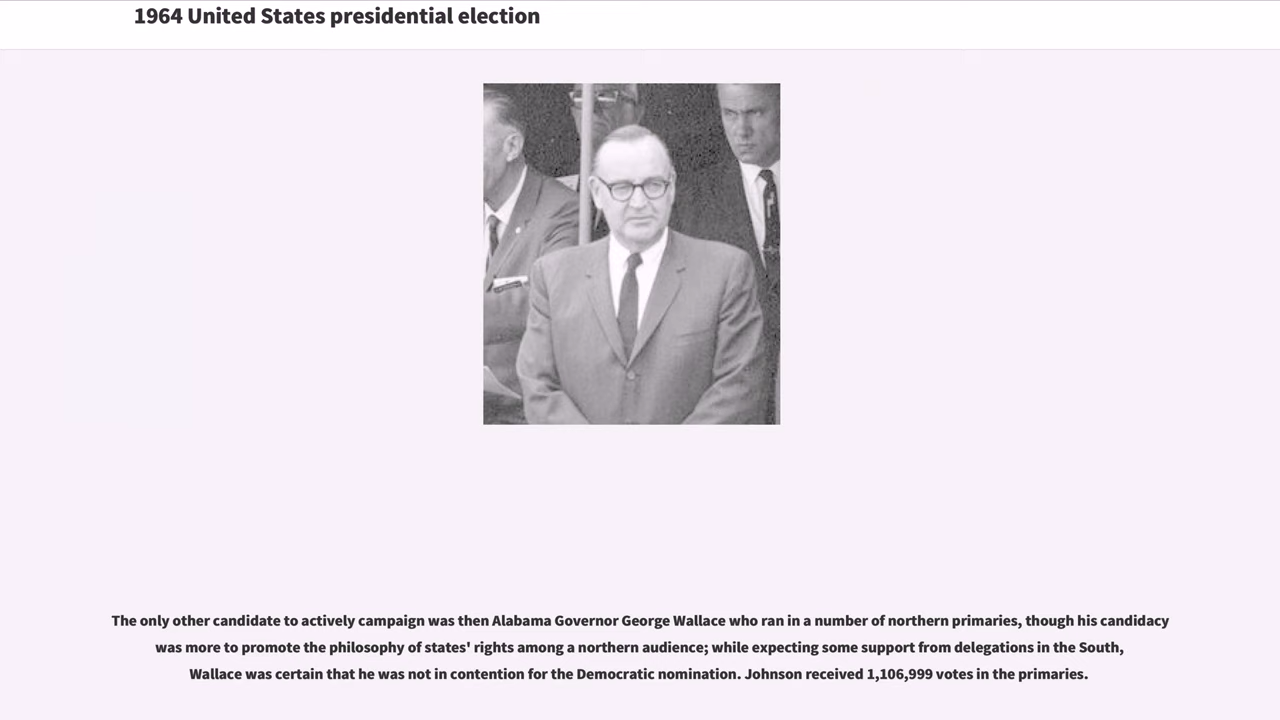 1964 United States presidential election
The only other candidate to actively campaign was then Alabama Governor George Wallace who ran in a number of northern primaries, though his candidacy
was more to promote the philosophy of states' rights among a northern audience; while expecting some support from delegations in the South,
Wallace was certain that he was not in contention for the Democratic nomination. Johnson received 1,106,999 votes in the primaries.